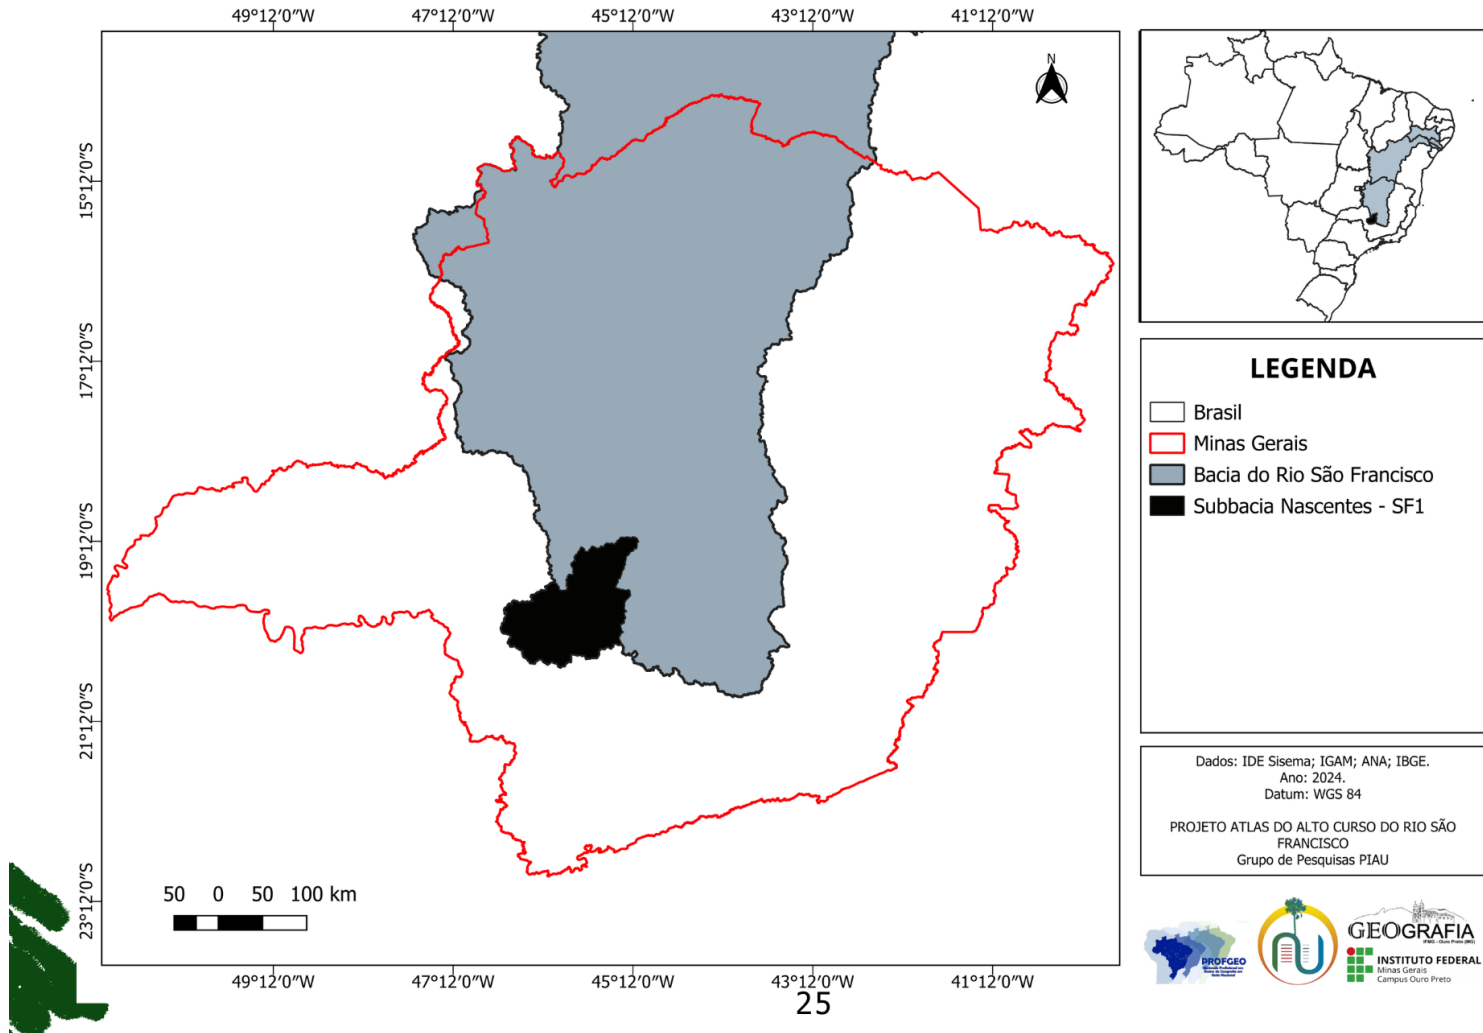 49°12′0″W 47°12′0″W 45°12′0″W 43°12′0″W 41°12′0″W
N
15°12′0″S
17°12′0″S
19°12′0″S
21°12′0″S
23°12′0″S
50 0 50 100 km
49°12′0″W 47°12′0″W 45°12′0″W 43°12′0″W 41°12′0″W
25
LEGENDA
Brasil
Minas Gerais
Bacia do Rio São Francisco
Subbacia Nascentes - SF1
Dados: IDE Sisema; IGAM; ANA; IBGE.
Ano: 2024.
Datum: WGS 84
PROJETO ATLAS DO ALTO CURSO DO RIO SÃO
FRANCISCO
Grupo de Pesquisas PIAU
PROFGEO
GEOGRAFIA
IFMG - Ouro Preto (MG)
INSTITUTO FEDERAL
Minas Gerais
Campus Ouro Preto